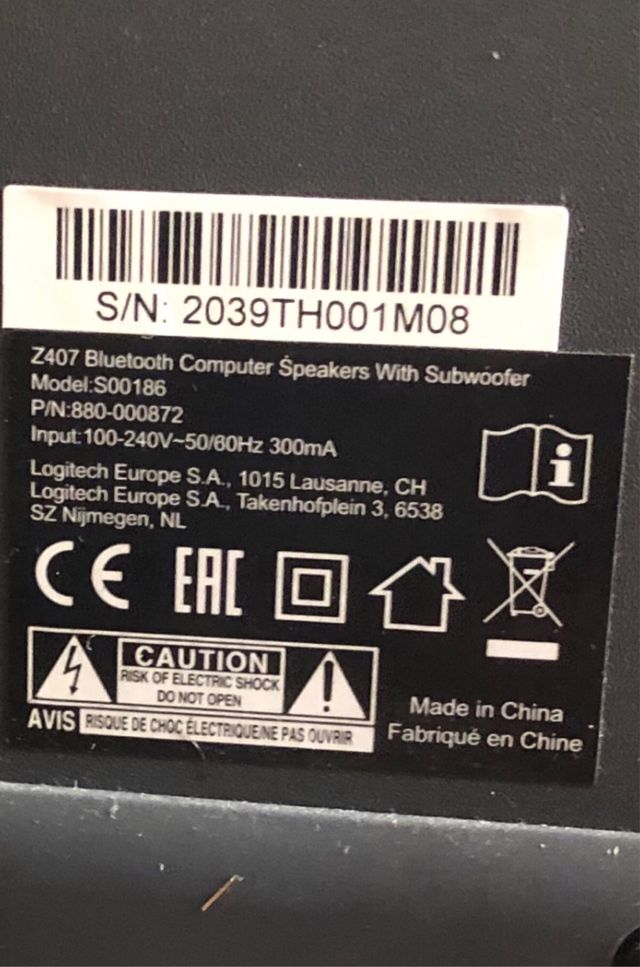 S/N: 2039TH001M08
Z407 Bluetooth Computer Speakers With Subwoofer
Model:S00186
P/N:880-000872
Input:100-240V~50/60Hz 300mA
Logitech Europe S.A., 1015 Lausanne, CH
Logitech Europe S.A., Takenhofplein 3, 6538
SZ Nijmegen, NL
i
CE EAC
CAUTION
RISK OF ELECTRIC SHOCK
DO NOT OPEN
AVIS RISQUE DE CHOC ÉLECTRIQUE/NE PAS OUVRIR
Made in China
Fabriqué en Chine